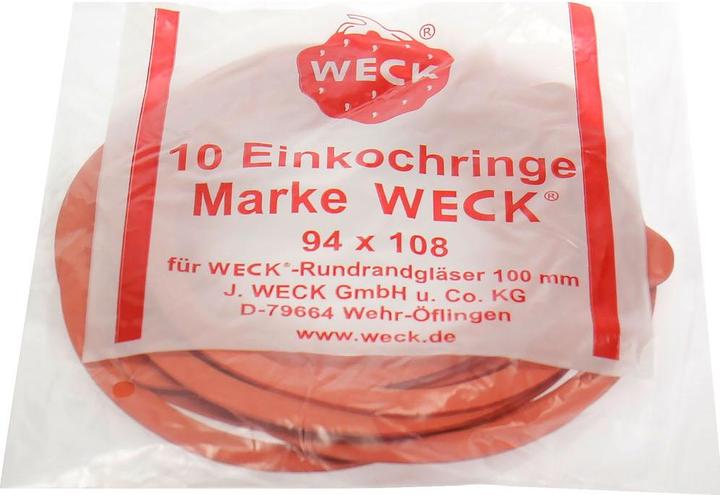 WECK®
10 Einkochringe
Marke WECK®
94 x 108
für WECK®-Rundrandgläser 100 mm
J. WECK GmbH u. Co. KG
D-79664 Wehr-Öflingen
www.weck.de